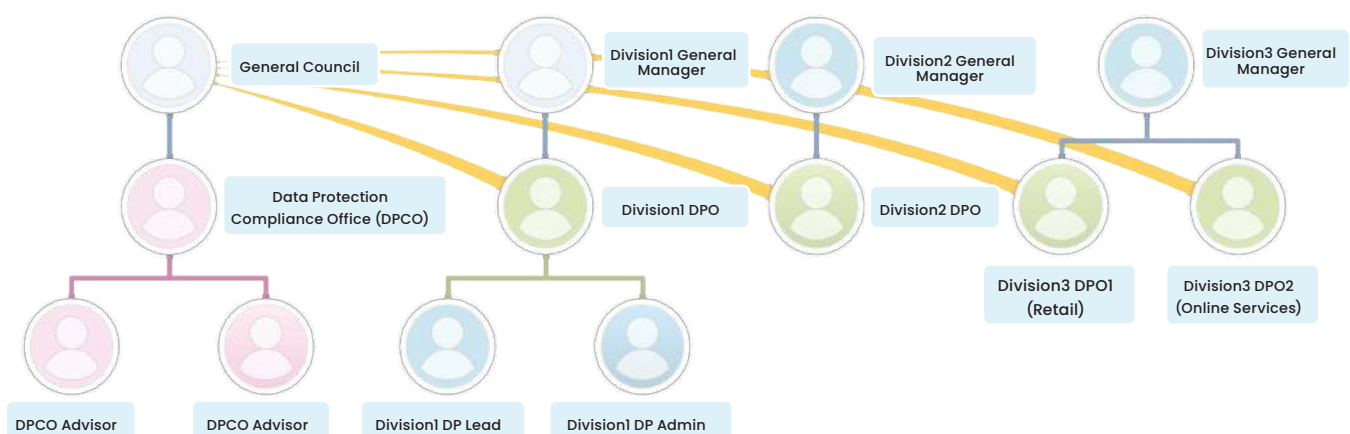 General Council
Division1 General
Manager
Division2 General
Manager
Division3 General
Manager
Data Protection
Compliance Office (DPCO)
Division1 DPO
Division2 DPO
Division3 DPO1
(Retail)
Division3 DPO2
(Online Services)
DPCO Advisor
DPCO Advisor
Division1 DP Lead
Division1 DP Admin